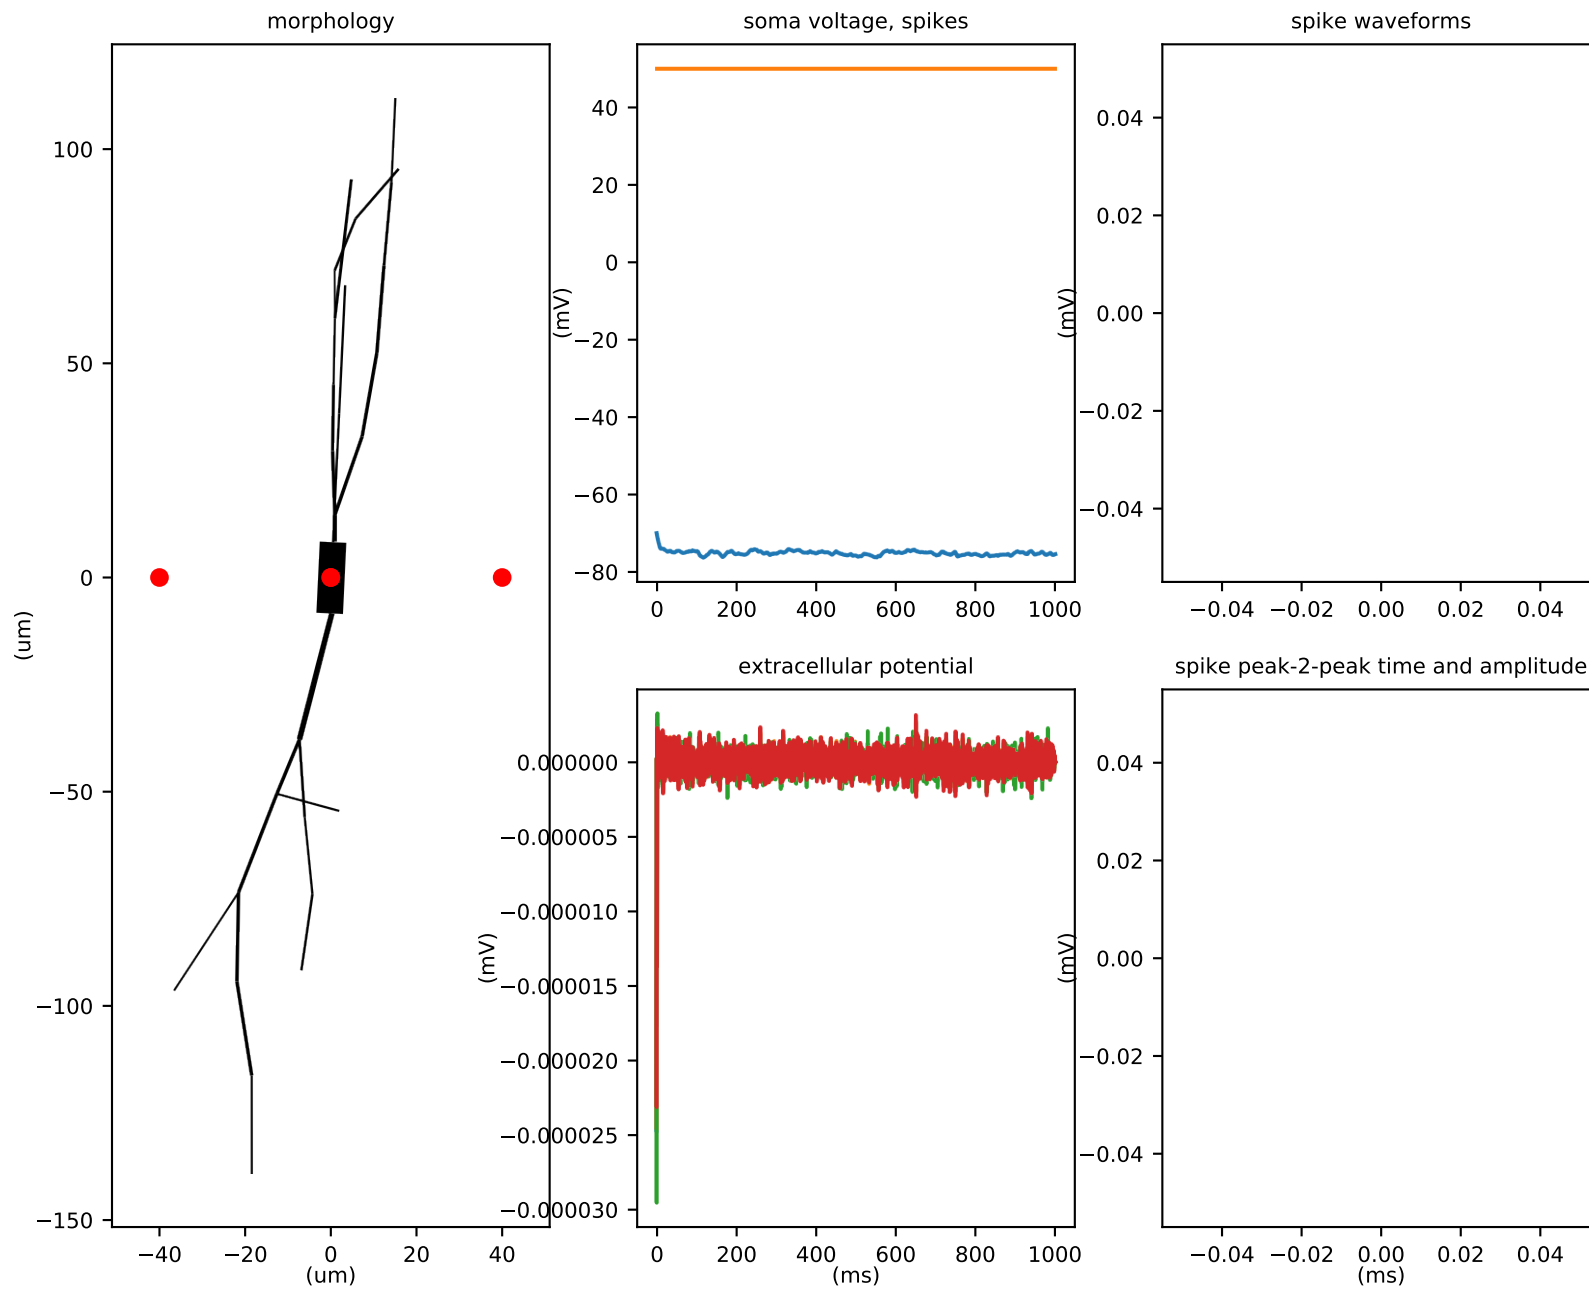 morphology
100
50
0
−50
−100
−150
(um)
−40 −20 0 20 40
(um)
soma voltage, spikes
40
20
0
−20
−40
−60
−80
(mV)
0 200 400 600 800 1000
spike waveforms
0.04
0.02
0.00
−0.02
−0.04
(mV)
−0.04 −0.02 0.00 0.02 0.04
extracellular potential
0.000000
−0.000005
−0.000010
−0.000015
−0.000020
−0.000025
−0.000030
(mV)
0 200 400 600 800 1000
(ms)
spike peak-2-peak time and amplitude
0.04
0.02
0.00
−0.02
−0.04
(mV)
−0.04 −0.02 0.00 0.02 0.04
(ms)